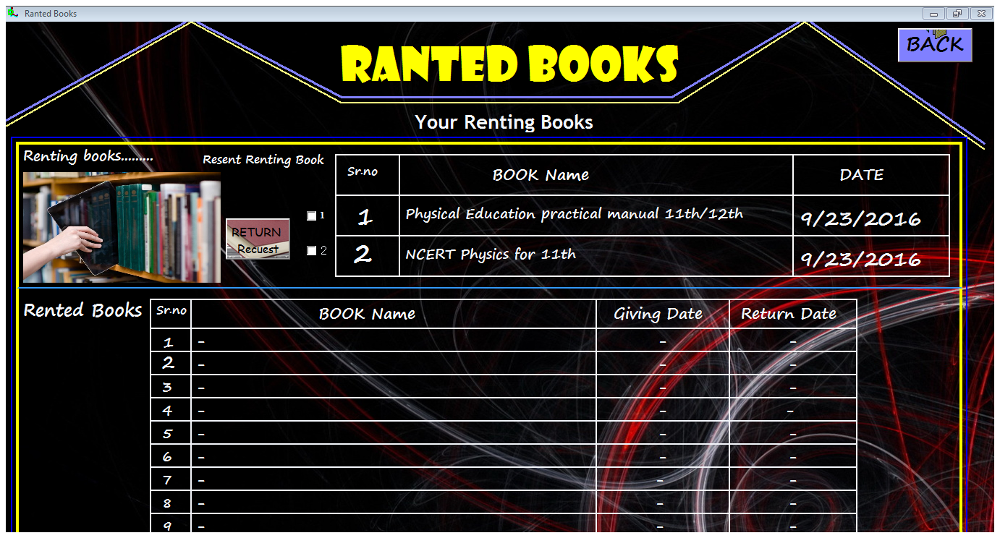 Ranted Books
BACK
RANTED BOOKS
Your Renting Books
Renting books.........
Resent Renting Book
RETURN
Recuest
1
2
Sr.no BOOK Name DATE
1 Physical Education practical manual 11th/12th 9/23/2016
2 NCERT Physics for 11th 9/23/2016
Rented Books
Sr.no BOOK Name Giving Date Return Date
1 - - -
2 - - -
3 - - -
4 - - -
5 - - -
6 - - -
7 - - -
8 - - -
9 - - -